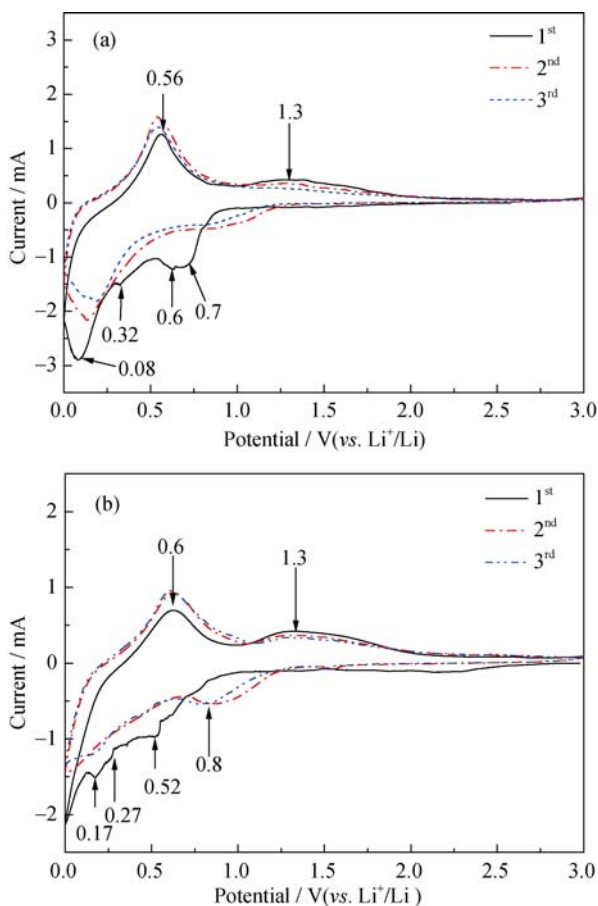 (a)
1st
2nd
3rd
0.56
1.3
0.32
0.6
0.7
0.08
3
2
1
0
−1
−2
−3
Current / mA
0.0 0.5 1.0 1.5 2.0 2.5 3.0
Potential / V(vs. Li+/Li)
(b)
1st
2nd
3rd
0.6
1.3
0.8
0.52
0.27
0.17
2
1
0
−1
−2
Current / mA
0.0 0.5 1.0 1.5 2.0 2.5 3.0
Potential / V(vs. Li+/Li )